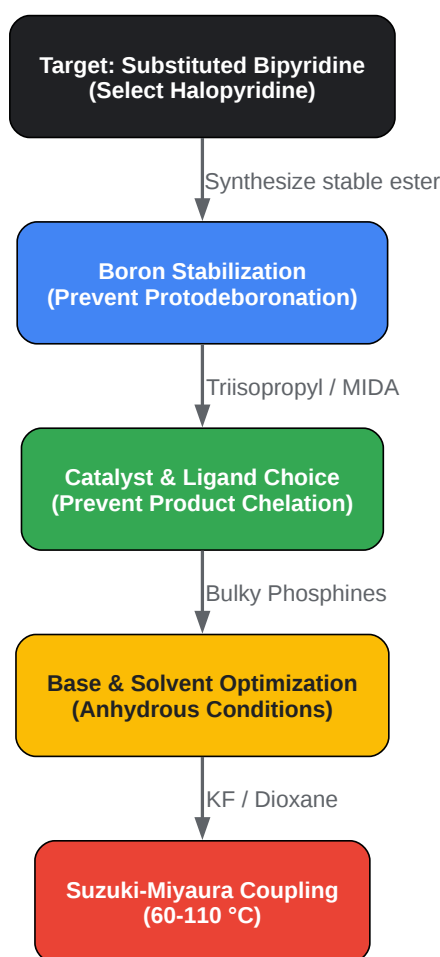 Target: Substituted Bipyridine
(Select Halopyridine)
Synthesize stable ester
Boron Stabilization
(Prevent Protodeboronation)
Triisopropyl / MIDA
Catalyst & Ligand Choice
(Prevent Product Chelation)
Bulky Phosphines
Base & Solvent Optimization
(Anhydrous Conditions)
KF / Dioxane
Suzuki-Miyaura Coupling
(60-110 °C)